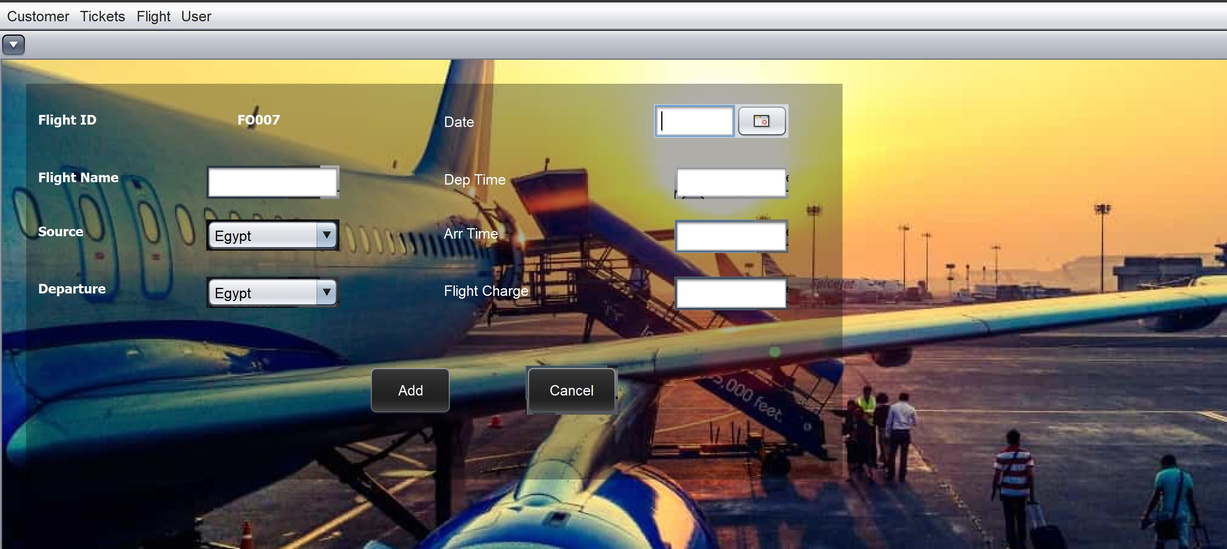 Customer Tickets Flight User
Flight ID FO007 Date
Flight Name Dep Time
Source Egypt Arr Time
Departure Egypt Flight Charge
Add Cancel
5,000 feet.